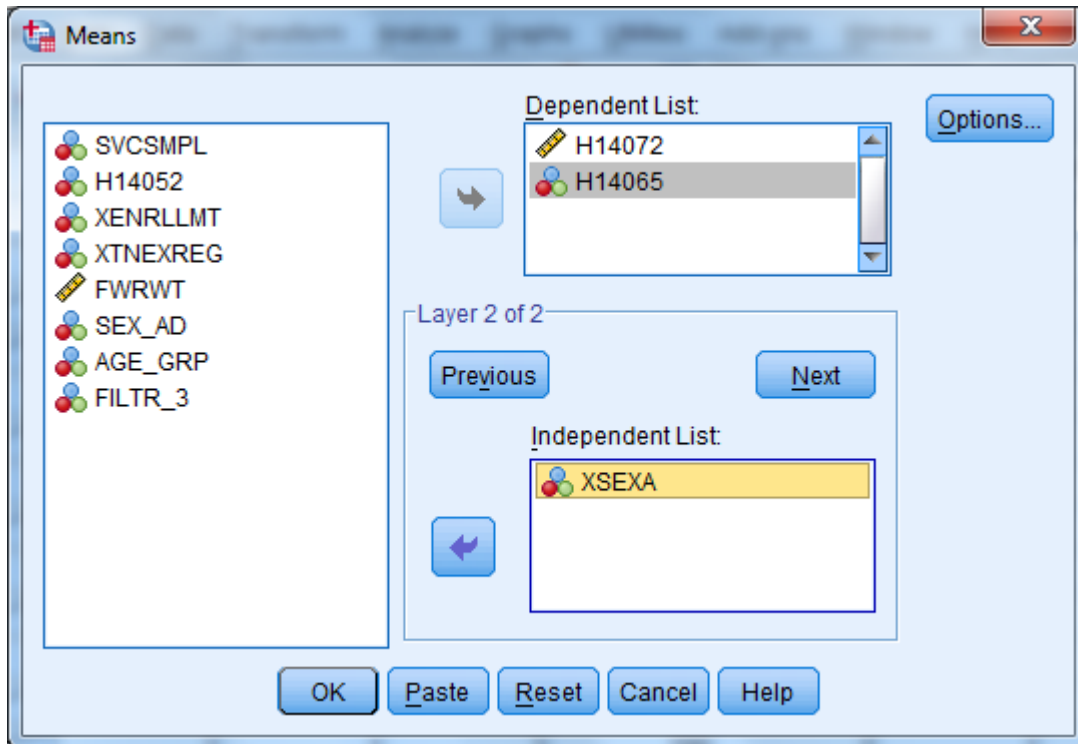 Means
Dependent List:
Options...
SVCSMPL
H14052
XENRLLMT
XTNEXREG
FWRWT
SEX_AD
AGE_GRP
FILTR_3
H14072
H14065
Layer 2 of 2
Previous
Next
Independent List:
XSEXA
OK
Paste
Reset
Cancel
Help